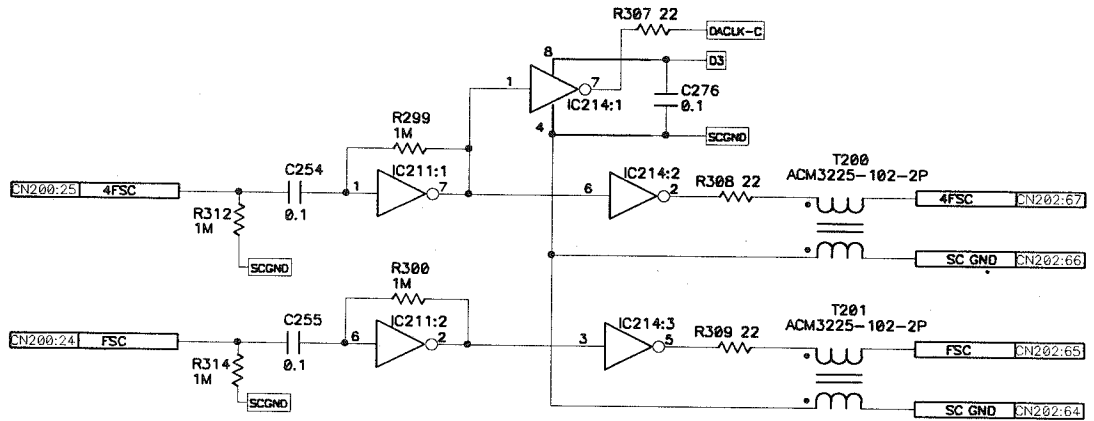 R307 22
DACLK-C
8
D3
1
7
IC214:1
C276
0.1
4
SCGND
R299
1M
C254
IC211:1
IC214:2
T200
ACM3225-102-2P
CN200:25 4FSC
1
7
6
2
R308 22
4FSC CN202:67
R312
1M
0.1
SCGND
SC GND CN202:66
R300
1M
C255
IC211:2
IC214:3
T201
ACM3225-102-2P
CN200:24 FSC
6
2
3
5
R309 22
FSC CN202:65
R314
1M
0.1
SCGND
SC GND CN202:64